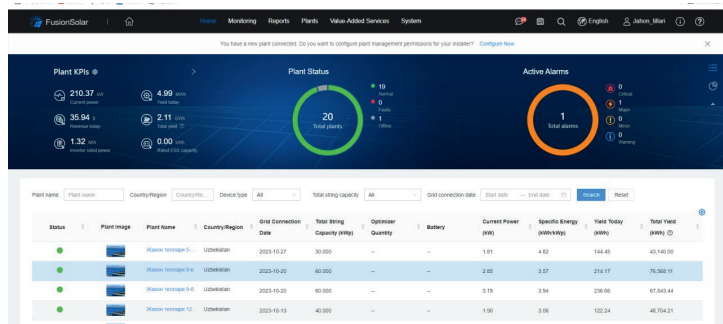 FusionSolar
Home Monitoring Reports Plants Value-Added Services System
English Jahon_tillari
You have a new plant connected. Do you want to configure plant management permissions for your installer? Configure Now
Plant KPIs
Plant Status
Active Alarms
210.37 kW
Current power
4.99 MWh
Yield today
35.94
Revenue today
2.11 GWh
Total yield
1.32 MW
Inverter rated power
0.00 kWh
Rated ESS capacity
20
Total plants
19
Normal
0
Faulty
1
Offline
1
Total alarms
0
Critical
1
Major
0
Minor
0
Warning
Plant name Plant name Country/Region Country/Re... Device type All Total string capacity All Grid connection date Start date — End date Search Reset
Status Plant Image Plant Name Country/Region Grid Connection Date Total String Capacity (kWp) Optimizer Quantity Battery Current Power (kW) Specific Energy (kWh/kWp) Yield Today (kWh) Total Yield (kWh)
Жахон теллари 5-... Uzbekistan 2023-10-27 30.000 -- -- 1.81 4.82 144.45 43,140.00
Uzbekistan 2023-10-20 60.000 -- -- 2.85 3.57 214.17 76,568.11
Uzbekistan 2023-10-20 60.000 -- -- 3.18 3.94 236.66 67,843.44
Uzbekistan 2023-10-13 40.000 -- -- 1.90 3.06 122.24 48,704.21